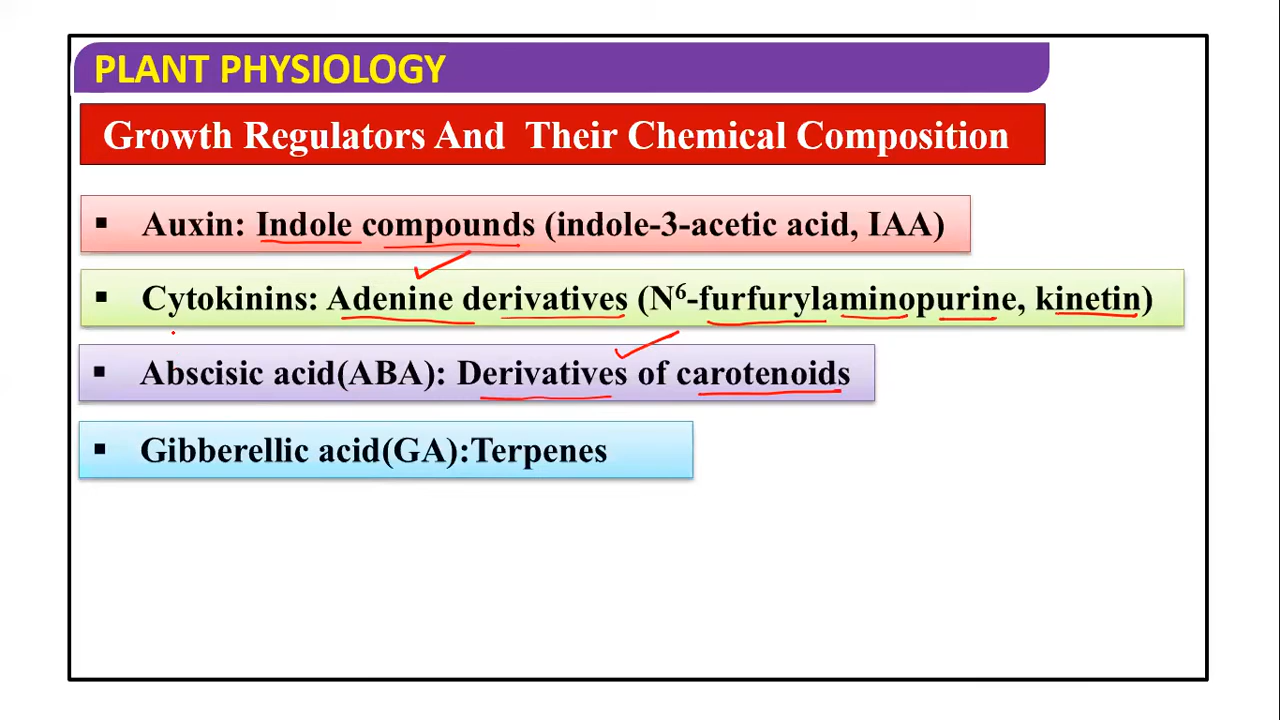 PLANT PHYSIOLOGY
Growth Regulators And Their Chemical Composition
▪ Auxin: Indole compounds (indole-3-acetic acid, IAA)
▪ Cytokinins: Adenine derivatives (N⁶-furfurylaminopurine, kinetin)
▪ Abscisic acid(ABA): Derivatives of carotenoids
▪ Gibberellic acid(GA):Terpenes